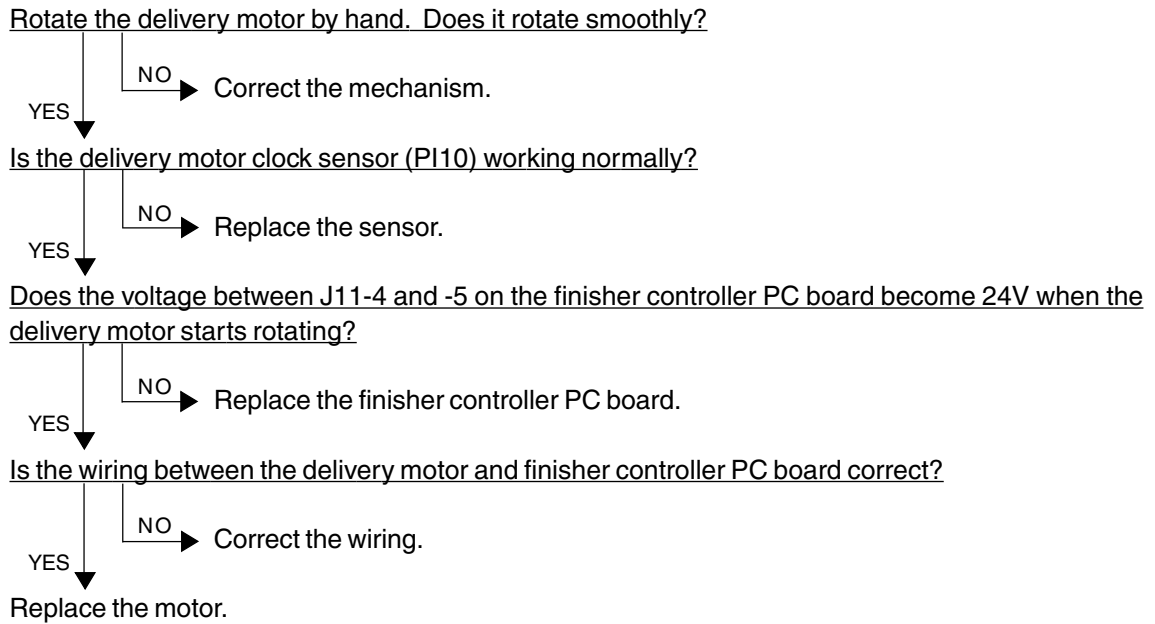 Rotate the delivery motor by hand.  Does it rotate smoothly?
NO
Correct the mechanism.
YES
Is the delivery motor clock sensor (PI10) working normally?
NO
Replace the sensor.
YES
Does the voltage between J11-4 and -5 on the finisher controller PC board become 24V when the
delivery motor starts rotating?
NO
Replace the finisher controller PC board.
YES
Is the wiring between the delivery motor and finisher controller PC board correct?
NO
Correct the wiring.
YES
Replace the motor.